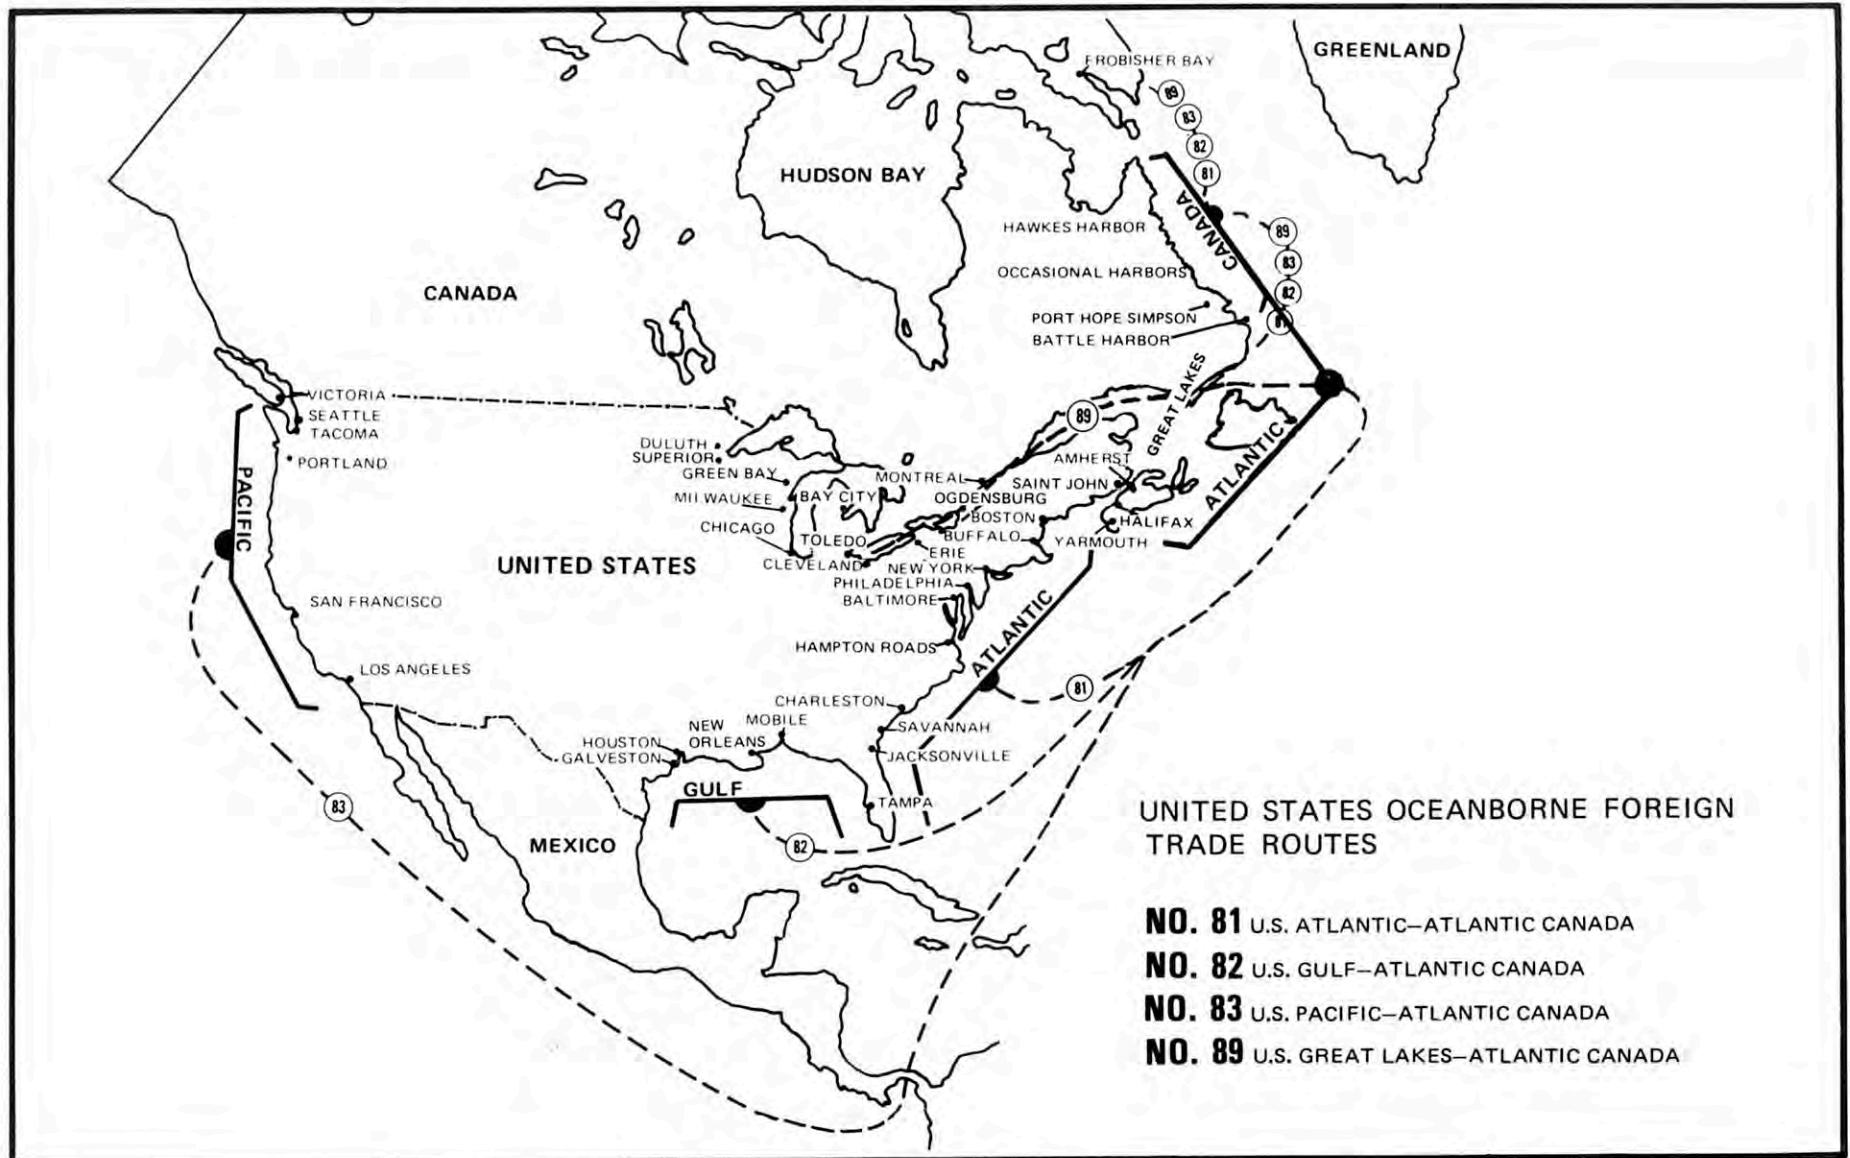 GREENLAND
FROBISHER BAY
89
83
82
81
HUDSON BAY
CANADA
HAWKES HARBOR
89
83
82
81
OCCASIONAL HARBORS
CANADA
PORT HOPE SIMPSON
BATTLE HARBOR
GREAT LAKES
89
VICTORIA
SEATTLE
TACOMA
PORTLAND
PACIFIC
DULUTH
SUPERIOR
GREEN BAY
MILWAUKEE
BAY CITY
CHICAGO
TOLEDO
CLEVELAND
MONTREAL
OGDENSBURG
AMHERST
SAINT JOHN
BOSTON
BUFFALO
ERIE
HALIFAX
YARMOUTH
ATLANTIC
UNITED STATES
NEW YORK
PHILADELPHIA
BALTIMORE
HAMPTON ROADS
ATLANTIC
SAN FRANCISCO
LOS ANGELES
81
CHARLESTON
SAVANNAH
JACKSONVILLE
NEW
ORLEANS
MOBILE
HOUSTON
GALVESTON
GULF
TAMPA
83
82
MEXICO
UNITED STATES OCEANBORNE FOREIGN
TRADE ROUTES
NO. 81 U.S. ATLANTIC–ATLANTIC CANADA
NO. 82 U.S. GULF–ATLANTIC CANADA
NO. 83 U.S. PACIFIC–ATLANTIC CANADA
NO. 89 U.S. GREAT LAKES–ATLANTIC CANADA